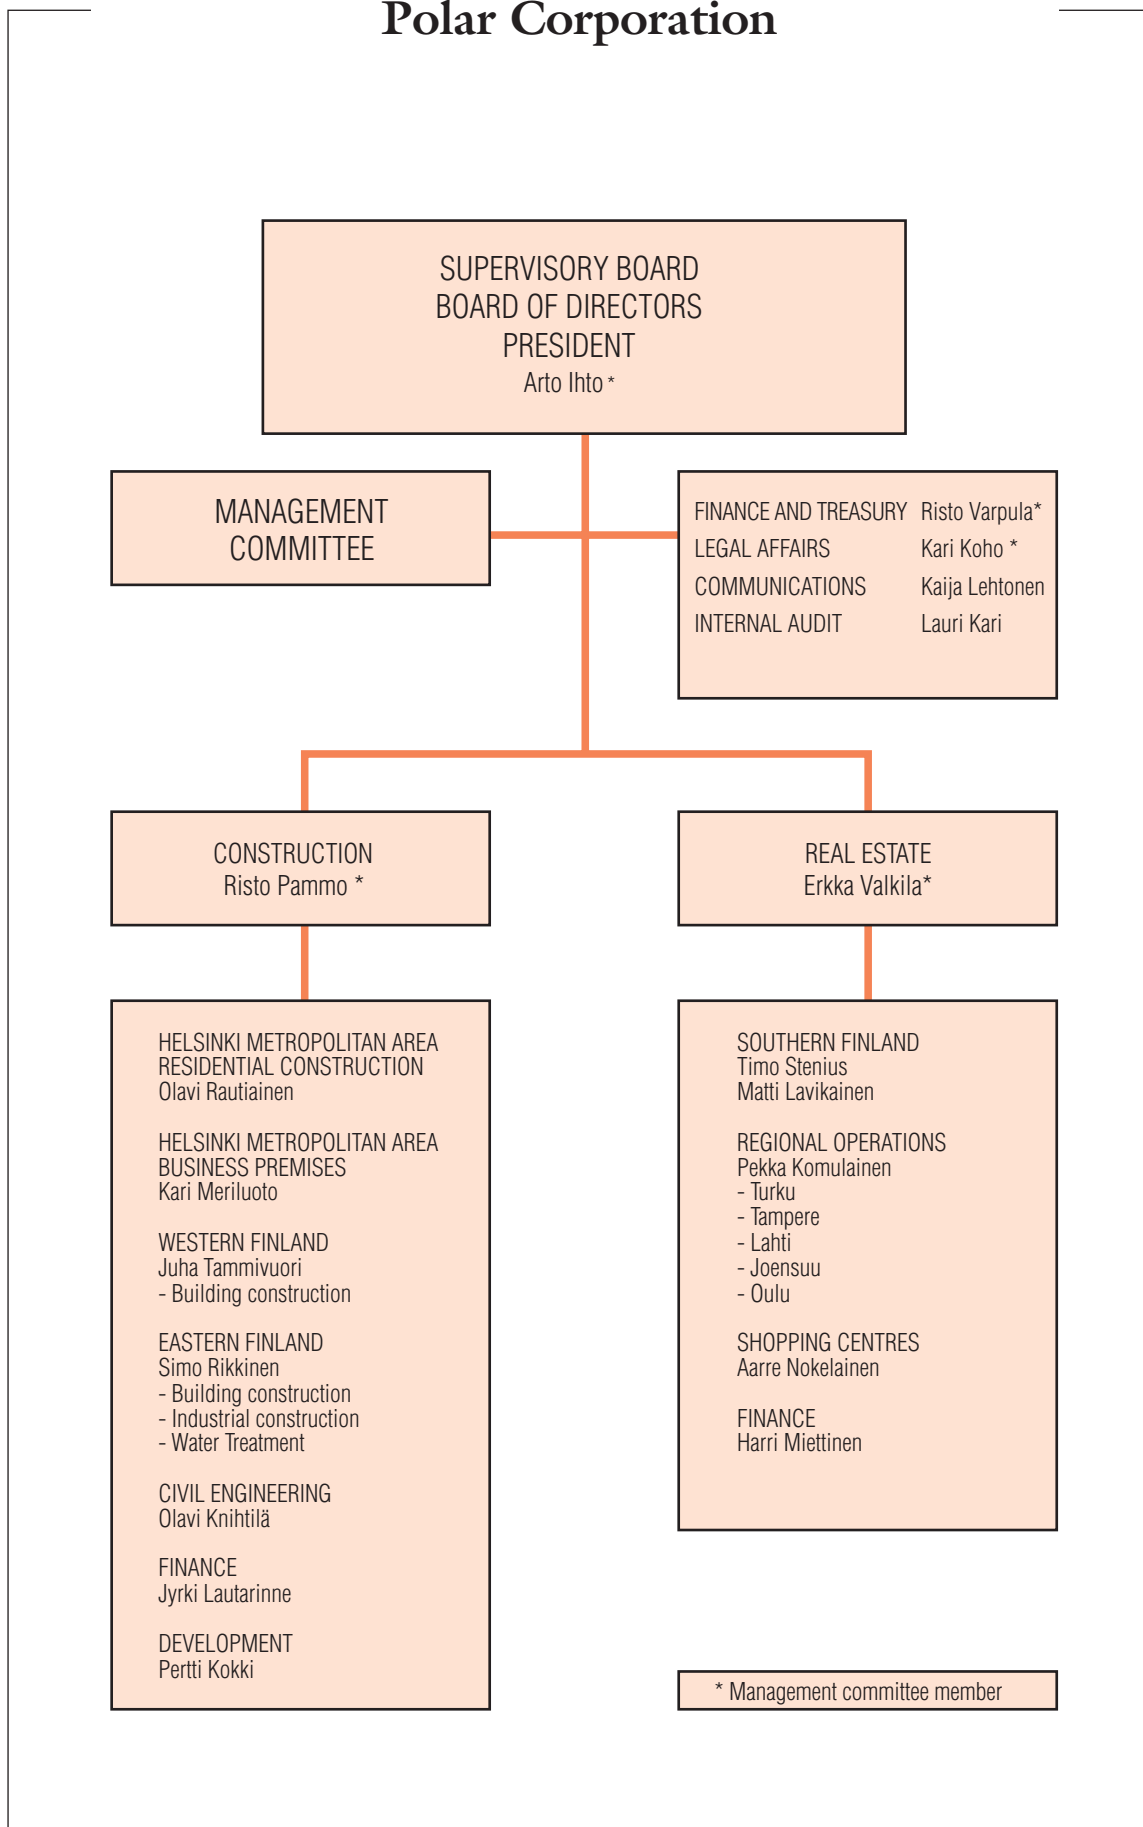 Polar Corporation
SUPERVISORY BOARD
BOARD OF DIRECTORS
PRESIDENT
Arto Ihto *
MANAGEMENT
COMMITTEE
FINANCE AND TREASURY Risto Varpula*
LEGAL AFFAIRS Kari Koho *
COMMUNICATIONS Kaija Lehtonen
INTERNAL AUDIT Lauri Kari
CONSTRUCTION
Risto Pammo *
REAL ESTATE
Erkka Valkila*
HELSINKI METROPOLITAN AREA
RESIDENTIAL CONSTRUCTION
Olavi Rautiainen
HELSINKI METROPOLITAN AREA
BUSINESS PREMISES
Kari Meriluoto
WESTERN FINLAND
Juha Tammivuori
- Building construction
EASTERN FINLAND
Simo Rikkinen
- Building construction
- Industrial construction
- Water Treatment
CIVIL ENGINEERING
Olavi Knihtilä
FINANCE
Jyrki Lautarinne
DEVELOPMENT
Pertti Kokki
SOUTHERN FINLAND
Timo Stenius
Matti Lavikainen
REGIONAL OPERATIONS
Pekka Komulainen
- Turku
- Tampere
- Lahti
- Joensuu
- Oulu
SHOPPING CENTRES
Aarre Nokelainen
FINANCE
Harri Miettinen
* Management committee member